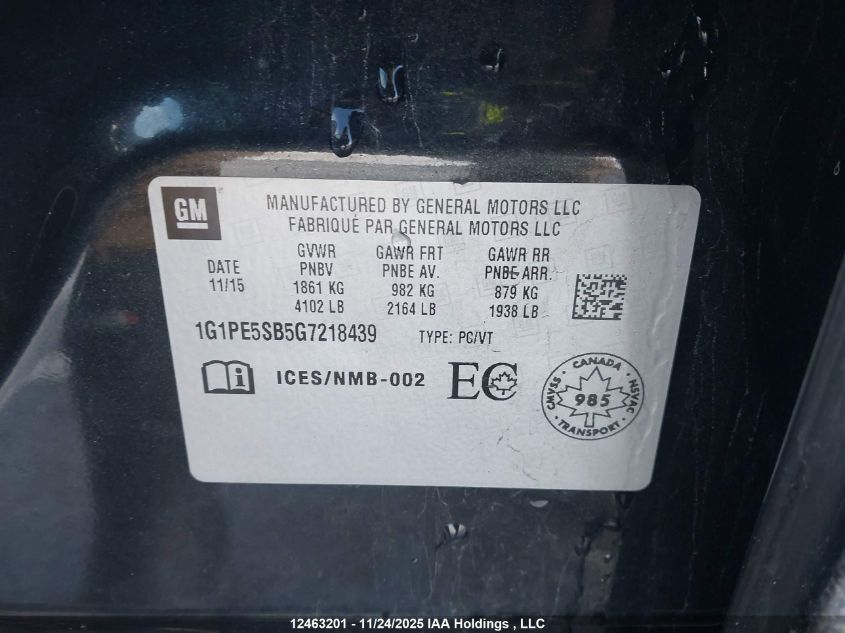 GM
MANUFACTURED BY GENERAL MOTORS LLC
FABRIQUÉ PAR GENERAL MOTORS LLC
DATE
11/15
GVWR
PNBV
1861 KG
4102 LB
GAWR FRT
PNBE AV.
982 KG
2164 LB
GAWR RR
PNBE ARR.
879 KG
1938 LB
1G1PE5SB5G7218439 TYPE: PC/VT
i ICES/NMB-002 EC
CANADA
CMVSS 985 NSVAC
TRANSPORT
12463201 - 11/24/2025 IAA Holdings , LLC